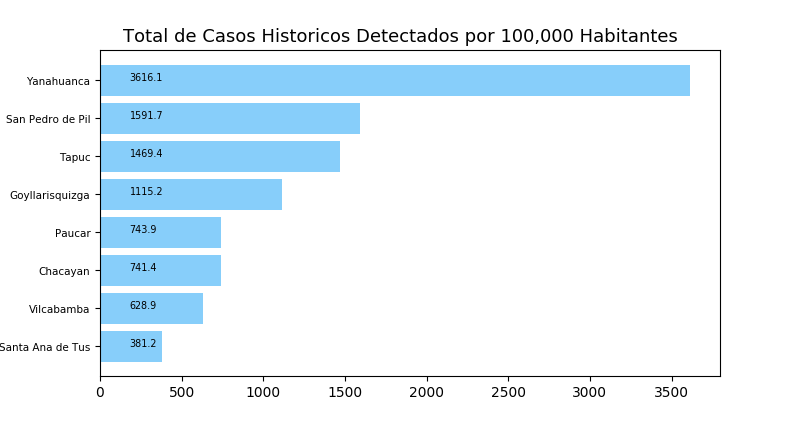 Total de Casos Historicos Detectados por 100,000 Habitantes
Yanahuanca 3616.1
San Pedro de Pil 1591.7
Tapuc 1469.4
Goyllarisquizga 1115.2
Paucar 743.9
Chacayan 741.4
Vilcabamba 628.9
Santa Ana de Tus 381.2
0 500 1000 1500 2000 2500 3000 3500